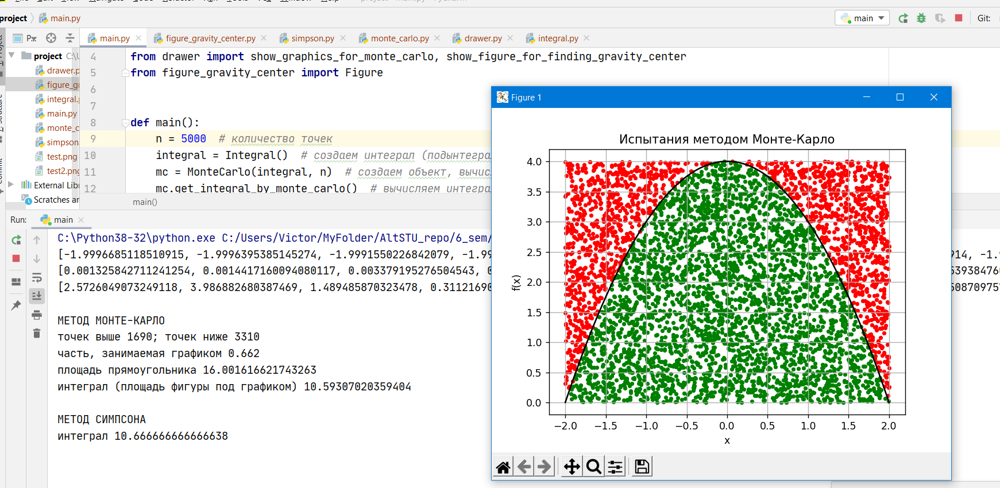 project main.py
main Git:
P..
main.py figure_gravity_center.py simpson.py monte_carlo.py drawer.py integral.py
project C:\U
drawer.p
figure_gr
integral.
main.py
monte_c
simpson.
test.png
test2.png
External Lib
Scratches an
4 from drawer import show_graphics_for_monte_carlo, show_figure_for_finding_gravity_center
5 from figure_gravity_center import Figure
6
7
8 def main():
9 n = 5000 # количество точек
10 integral = Integral() # создаем интеграл (подынтегра
11 mc = MonteCarlo(integral, n) # создаем объект, вычис
12 mc.get_integral_by_monte_carlo() # вычисляем интегра
main()
Run: main
C:\Python38-32\python.exe C:/Users/Victor/MyFolder/AltSTU_repo/6_sem/
[-1.9996685118510915, -1.9996395385145274, -1.9991550226842079, -1.99
914, -1.9
[0.001325842711241254, 0.0014417160094080117, 0.003379195276504543, 0
539384760
[2.5726049073249118, 3.986882680387469, 1.489485870323478, 0.31121690
50870975
МЕТОД МОНТЕ-КАРЛО
точек выше 1690; точек ниже 3310
часть, занимаемая графиком 0.662
площадь прямоугольника 16.001616621743263
интеграл (площадь фигуры под графиком) 10.59307020359404
МЕТОД СИМПСОНА
интеграл 10.666666666666638
Figure 1
Испытания методом Монте-Карло
4.0
3.5
3.0
2.5
2.0
1.5
1.0
0.5
0.0
f(x)
−2.0 −1.5 −1.0 −0.5 0.0 0.5 1.0 1.5 2.0
x